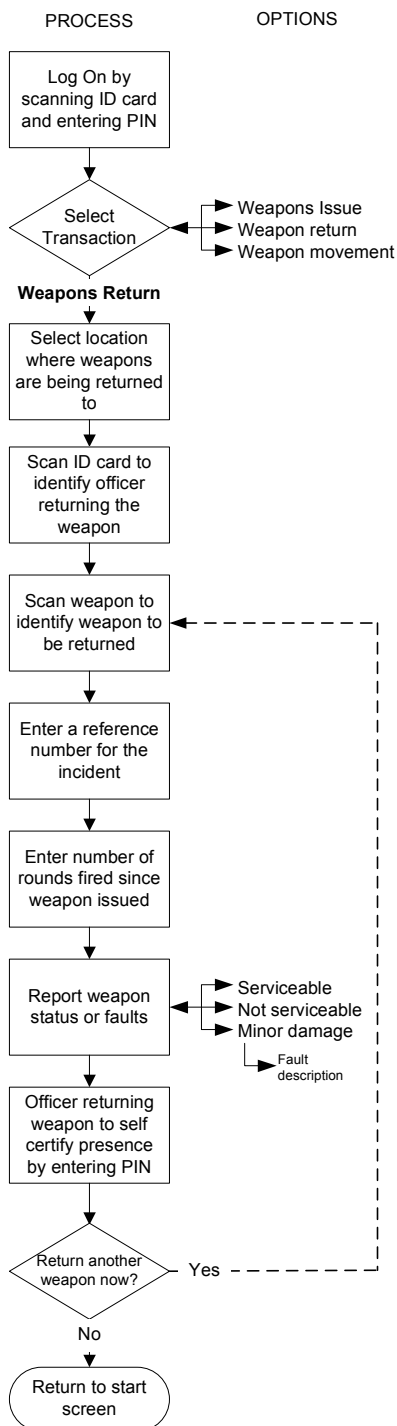 PROCESS
OPTIONS
Log On by
scanning ID card
and entering PIN
Select
Transaction
Weapons Issue
Weapon return
Weapon movement
Weapons Return
Select location
where weapons
are being returned
to
Scan ID card to
identify officer
returning the
weapon
Scan weapon to
identify weapon to
be returned
Enter a reference
number for the
incident
Enter number of
rounds fired since
weapon issued
Report weapon
status or faults
Serviceable
Not serviceable
Minor damage
Fault
description
Officer returning
weapon to self
certify presence
by entering PIN
Return another
weapon now?
Yes
No
Return to start
screen